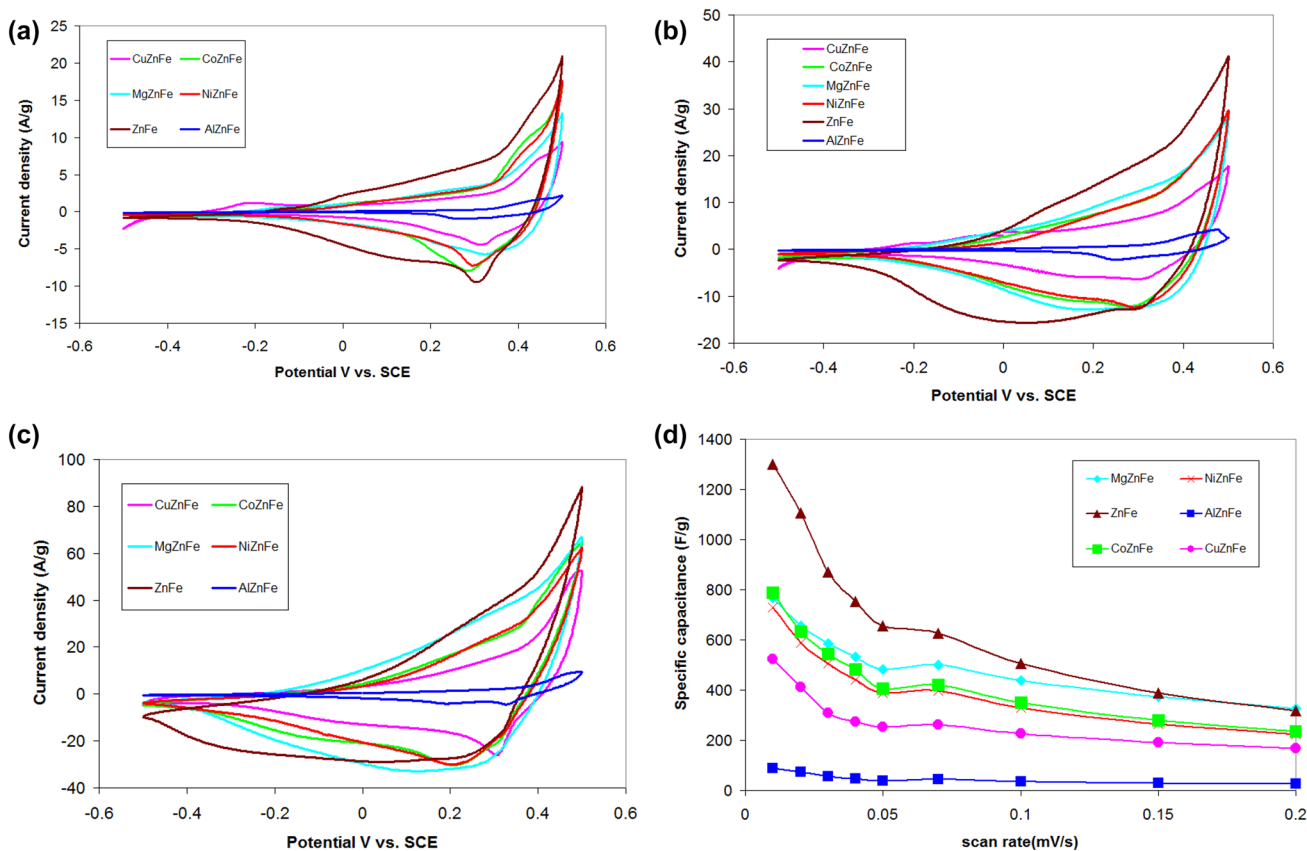 (a)
25
20
15
10
5
0
-5
-10
-15
Current density (A/g)
CuZnFe CoZnFe
MgZnFe NiZnFe
ZnFe AlZnFe
-0.6 -0.4 -0.2 0 0.2 0.4 0.6
Potential V vs. SCE
(b)
50
40
30
20
10
0
-10
-20
Current density (A/g)
CuZnFe
CoZnFe
MgZnFe
NiZnFe
ZnFe
AlZnFe
-0.6 -0.4 -0.2 0 0.2 0.4 0.6
Potential V vs. SCE
(c)
100
80
60
40
20
0
-20
-40
Current density (A/g)
CuZnFe CoZnFe
MgZnFe NiZnFe
ZnFe AlZnFe
-0.6 -0.4 -0.2 0 0.2 0.4 0.6
Potential V vs. SCE
(d)
1400
1200
1000
800
600
400
200
0
Specific capacitance (F/g)
MgZnFe NiZnFe
ZnFe AlZnFe
CoZnFe CuZnFe
0 0.05 0.1 0.15 0.2
scan rate(mV/s)